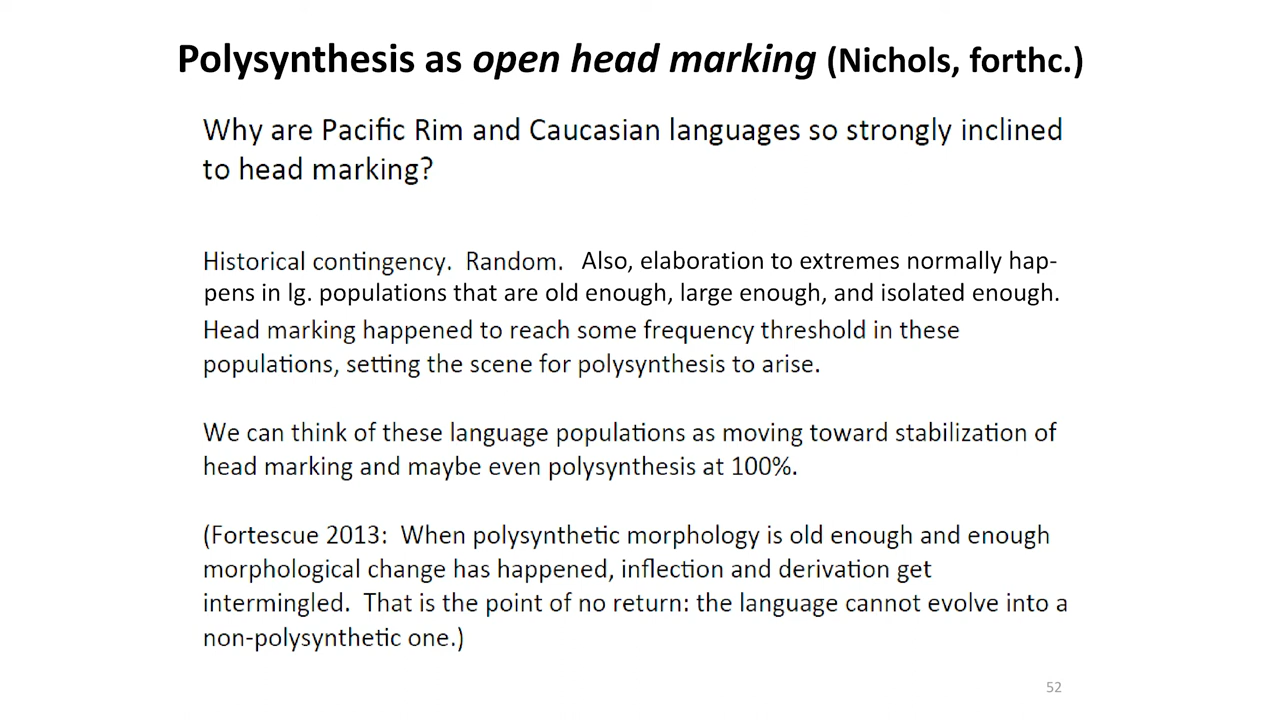 Polysynthesis as open head marking (Nichols, forthc.)
Why are Pacific Rim and Caucasian languages so strongly inclined
to head marking?
Historical contingency. Random. Also, elaboration to extremes normally hap-
pens in lg. populations that are old enough, large enough, and isolated enough.
Head marking happened to reach some frequency threshold in these
populations, setting the scene for polysynthesis to arise.
We can think of these language populations as moving toward stabilization of
head marking and maybe even polysynthesis at 100%.
(Fortescue 2013: When polysynthetic morphology is old enough and enough
morphological change has happened, inflection and derivation get
intermingled. That is the point of no return: the language cannot evolve into a
non-polysynthetic one.)
52